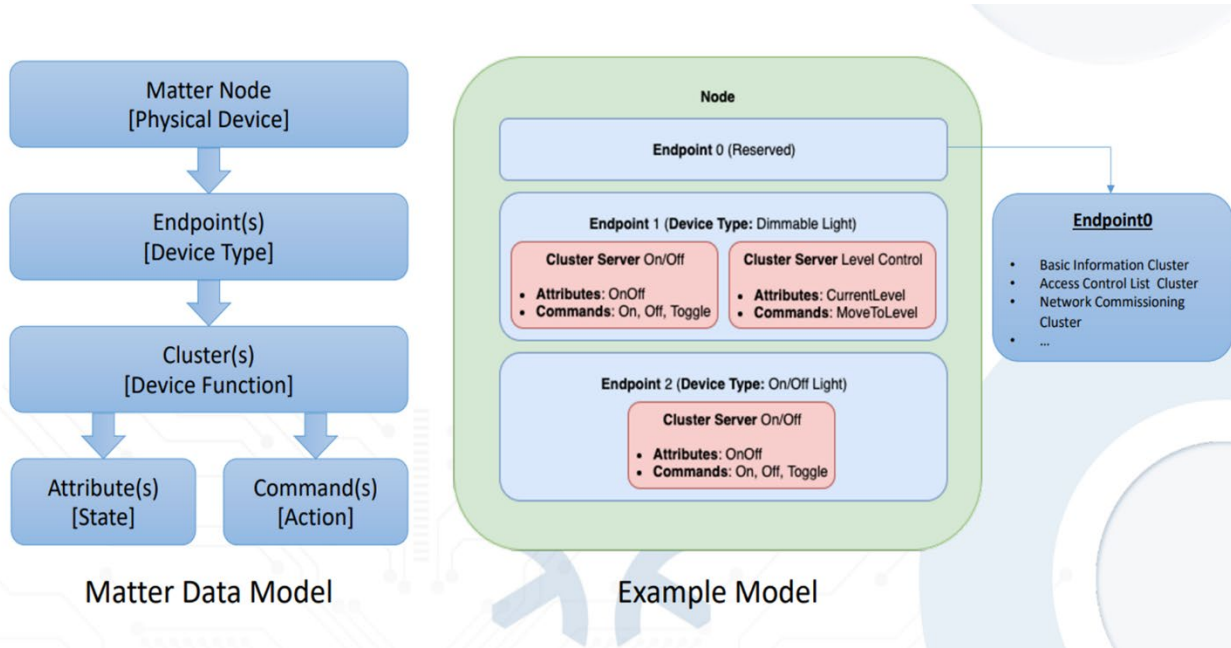 Matter Node
[Physical Device]
Endpoint(s)
[Device Type]
Cluster(s)
[Device Function]
Attribute(s)
[State]
Command(s)
[Action]
Matter Data Model
Node
Endpoint 0 (Reserved)
Endpoint 1 (Device Type: Dimmable Light)
Cluster Server On/Off
• Attributes: OnOff
• Commands: On, Off, Toggle
Cluster Server Level Control
• Attributes: CurrentLevel
• Commands: MoveToLevel
Endpoint 2 (Device Type: On/Off Light)
Cluster Server On/Off
• Attributes: OnOff
• Commands: On, Off, Toggle
Example Model
Endpoint0
• Basic Information Cluster
• Access Control List Cluster
• Network Commissioning
Cluster
• ...